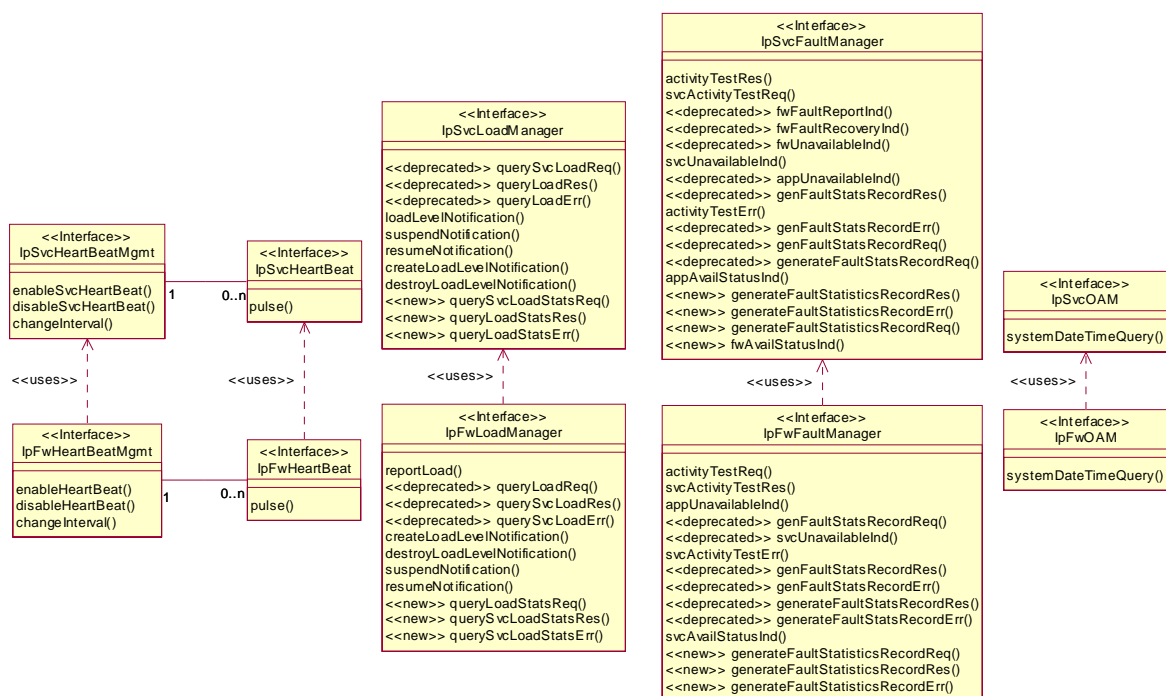 <<Interface>>
IpSvcHeartBeatMgmt
enableSvcHeartBeat()
disableSvcHeartBeat()
changeInterval()
1
0..n
<<Interface>>
IpSvcHeartBeat
pulse()
<<Interface>>
IpSvcLoadManager
<<deprecated>> querySvcLoadReq()
<<deprecated>> queryLoadRes()
<<deprecated>> queryLoadErr()
loadLevelNotification()
suspendNotification()
resumeNotification()
createLoadLevelNotification()
destroyLoadLevelNotification()
<<new>> querySvcLoadStatsReq()
<<new>> queryLoadStatsRes()
<<new>> queryLoadStatsErr()
<<Interface>>
IpSvcFaultManager
activityTestRes()
svcActivityTestReq()
<<deprecated>> fwFaultReportInd()
<<deprecated>> fwFaultRecoveryInd()
<<deprecated>> fwUnavailableInd()
svcUnavailableInd()
<<deprecated>> appUnavailableInd()
<<deprecated>> genFaultStatsRecordRes()
activityTestErr()
<<deprecated>> genFaultStatsRecordErr()
<<deprecated>> genFaultStatsRecordReq()
<<deprecated>> generateFaultStatsRecordReq()
appAvailStatusInd()
<<new>> generateFaultStatisticsRecordRes()
<<new>> generateFaultStatisticsRecordErr()
<<new>> generateFaultStatisticsRecordReq()
<<new>> fwAvailStatusInd()
<<Interface>>
IpSvcOAM
systemDateTimeQuery()
<<uses>>
<<uses>>
<<uses>>
<<uses>>
<<uses>>
<<Interface>>
IpFwHeartBeatMgmt
enableHeartBeat()
disableHeartBeat()
changeInterval()
1
0..n
<<Interface>>
IpFwHeartBeat
pulse()
<<Interface>>
IpFwLoadManager
reportLoad()
<<deprecated>> queryLoadReq()
<<deprecated>> querySvcLoadRes()
<<deprecated>> querySvcLoadErr()
createLoadLevelNotification()
destroyLoadLevelNotification()
suspendNotification()
resumeNotification()
<<new>> queryLoadStatsReq()
<<new>> querySvcLoadStatsRes()
<<new>> querySvcLoadStatsErr()
<<Interface>>
IpFwFaultManager
activityTestReq()
svcActivityTestRes()
appUnavailableInd()
<<deprecated>> genFaultStatsRecordReq()
<<deprecated>> svcUnavailableInd()
svcActivityTestErr()
<<deprecated>> genFaultStatsRecordRes()
<<deprecated>> genFaultStatsRecordErr()
<<deprecated>> generateFaultStatsRecordRes()
<<deprecated>> generateFaultStatsRecordErr()
svcAvailStatusInd()
<<new>> generateFaultStatisticsRecordReq()
<<new>> generateFaultStatisticsRecordRes()
<<new>> generateFaultStatisticsRecordErr()
<<Interface>>
IpFwOAM
systemDateTimeQuery()